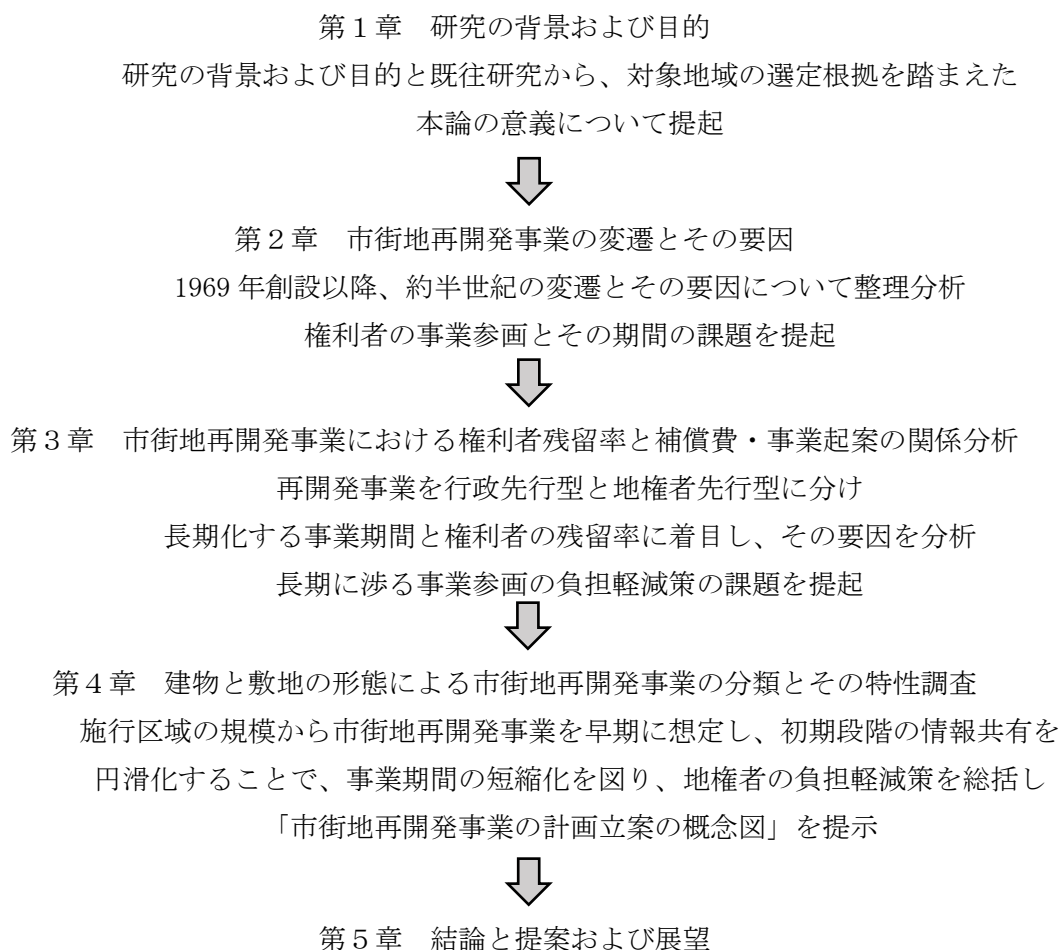 第１章　研究の背景および目的
研究の背景および目的と既往研究から、対象地域の選定根拠を踏まえた
本論の意義について提起
第２章　市街地再開発事業の変遷とその要因
1969 年創設以降、約半世紀の変遷とその要因について整理分析
権利者の事業参画とその期間の課題を提起
第３章　市街地再開発事業における権利者残留率と補償費・事業起案の関係分析
再開発事業を行政先行型と地権者先行型に分け
長期化する事業期間と権利者の残留率に着目し、その要因を分析
長期に渉る事業参画の負担軽減策の課題を提起
第４章　建物と敷地の形態による市街地再開発事業の分類とその特性調査
施行区域の規模から市街地再開発事業を早期に想定し、初期段階の情報共有を
円滑化することで、事業期間の短縮化を図り、地権者の負担軽減策を総括し
「市街地再開発事業の計画立案の概念図」を提示
第５章　結論と提案および展望